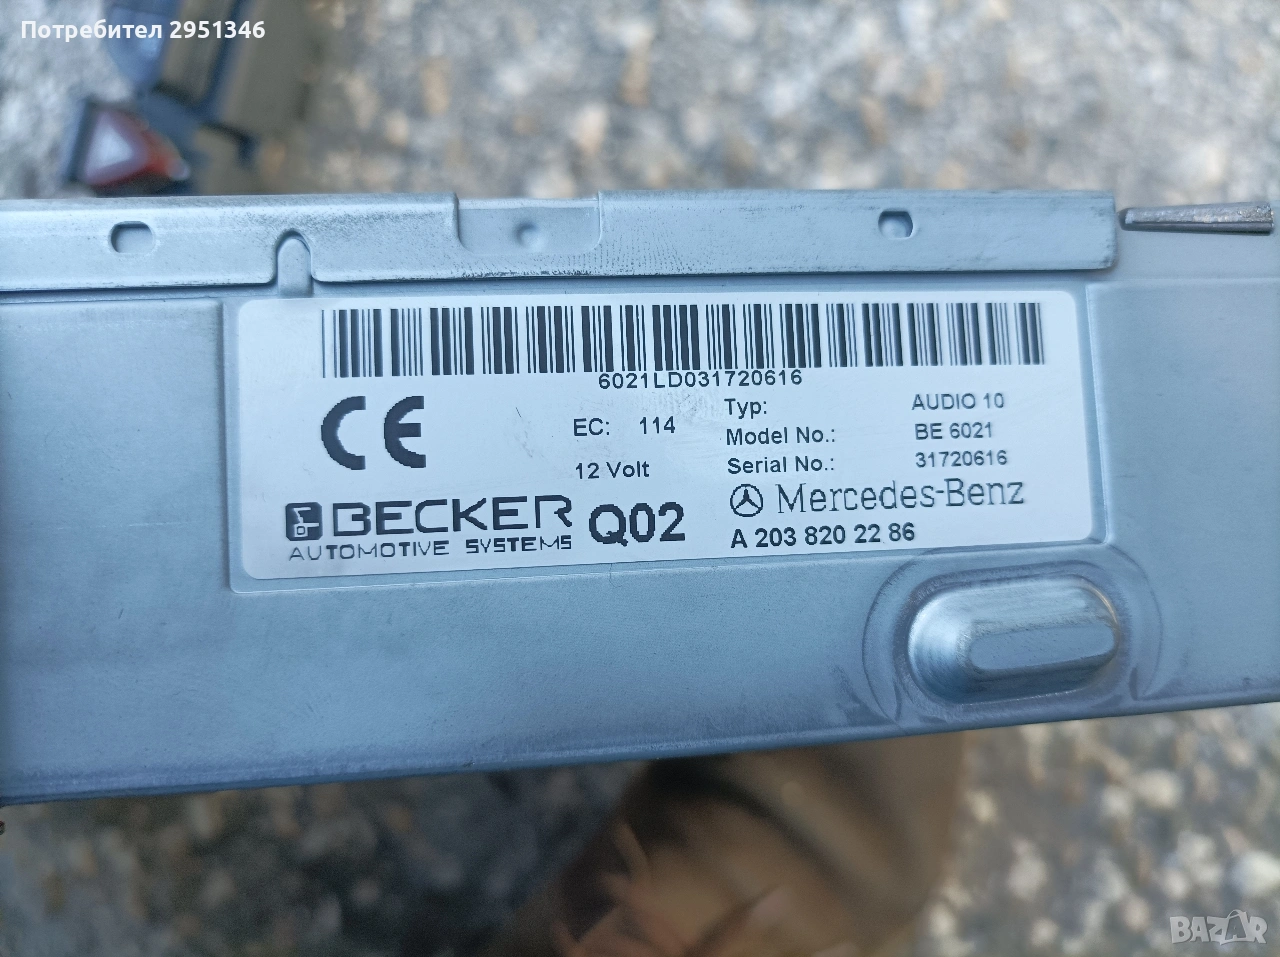 Потребител 2951346
6021LD031720616
EC: 114
12 Volt
Typ: AUDIO 10
Model No.: BE 6021
Serial No.: 31720616
BECKER
AUTOMOTIVE SYSTEMS
Q02
Mercedes-Benz
A 203 820 22 86
BAZAR